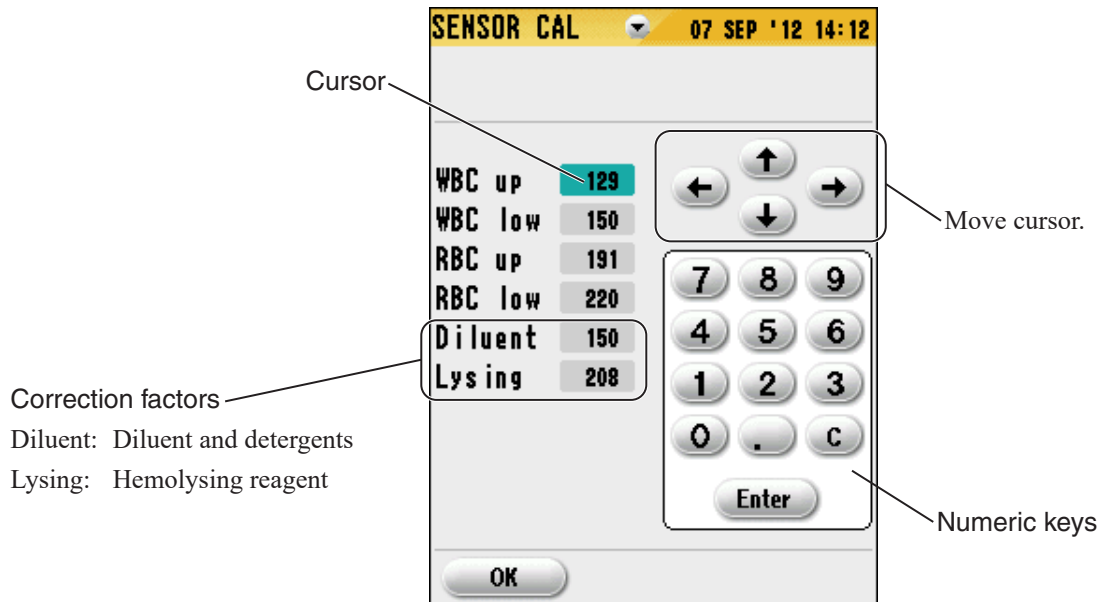 SENSOR CAL 07 SEP '12 14:12
Cursor
WBC up 129
WBC low 150
RBC up 191
RBC low 220
Diluent 150
Lysing 208
Move cursor.
7 8 9
4 5 6
1 2 3
0 . C
Enter
Correction factors
Diluent: Diluent and detergents
Lysing: Hemolysing reagent
Numeric keys
OK